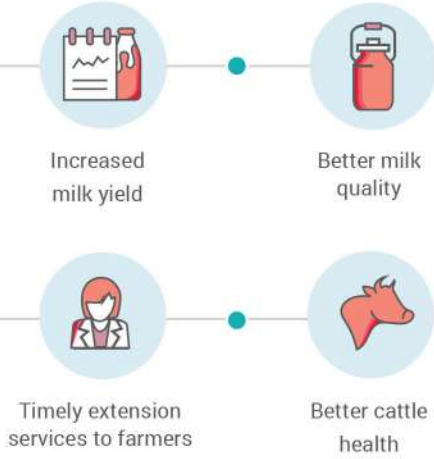 Increased
milk yield
Better milk
quality
Timely extension
services to farmers
Better cattle
health